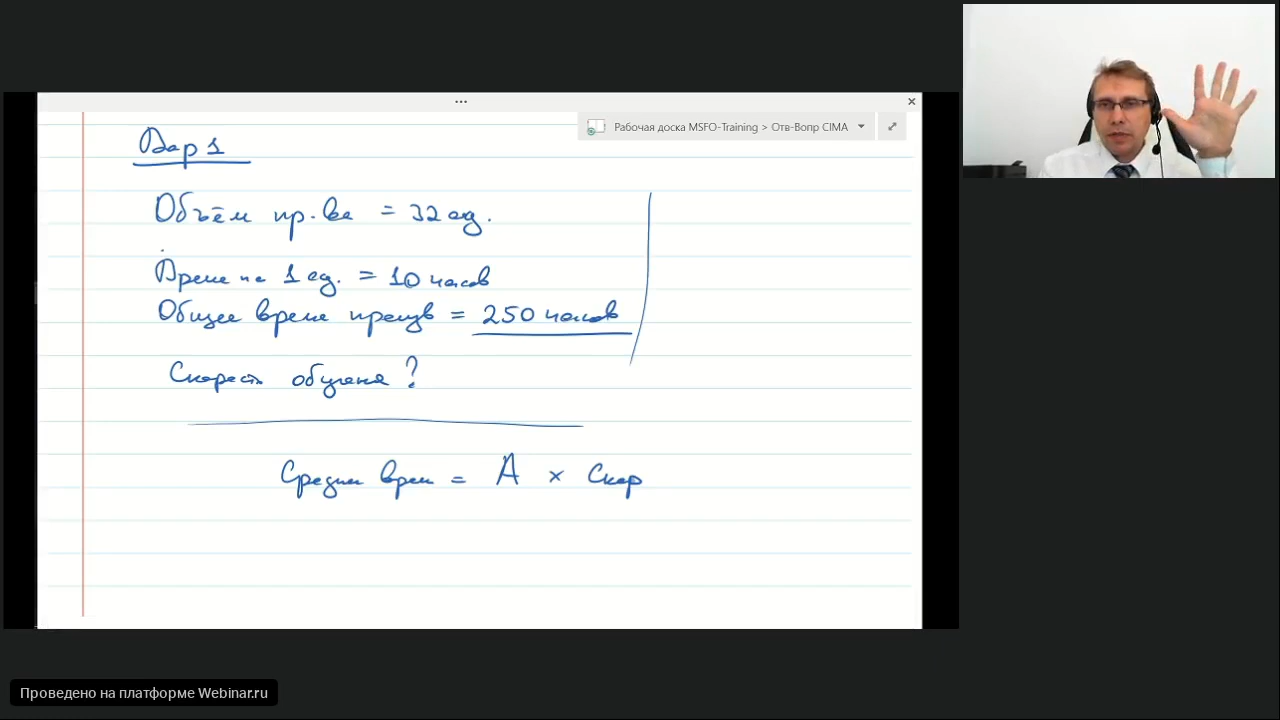 ...
Рабочая доска MSFO-Training > Отв-Вопр CIMA
Вар 1
Объём пр-ва = 32 ед.
Время на 1 ед. = 10 часов
Общее время произв = 250 часов
Скорость обучения ?
Средн врем = А × Скор
Проведено на платформе Webinar.ru